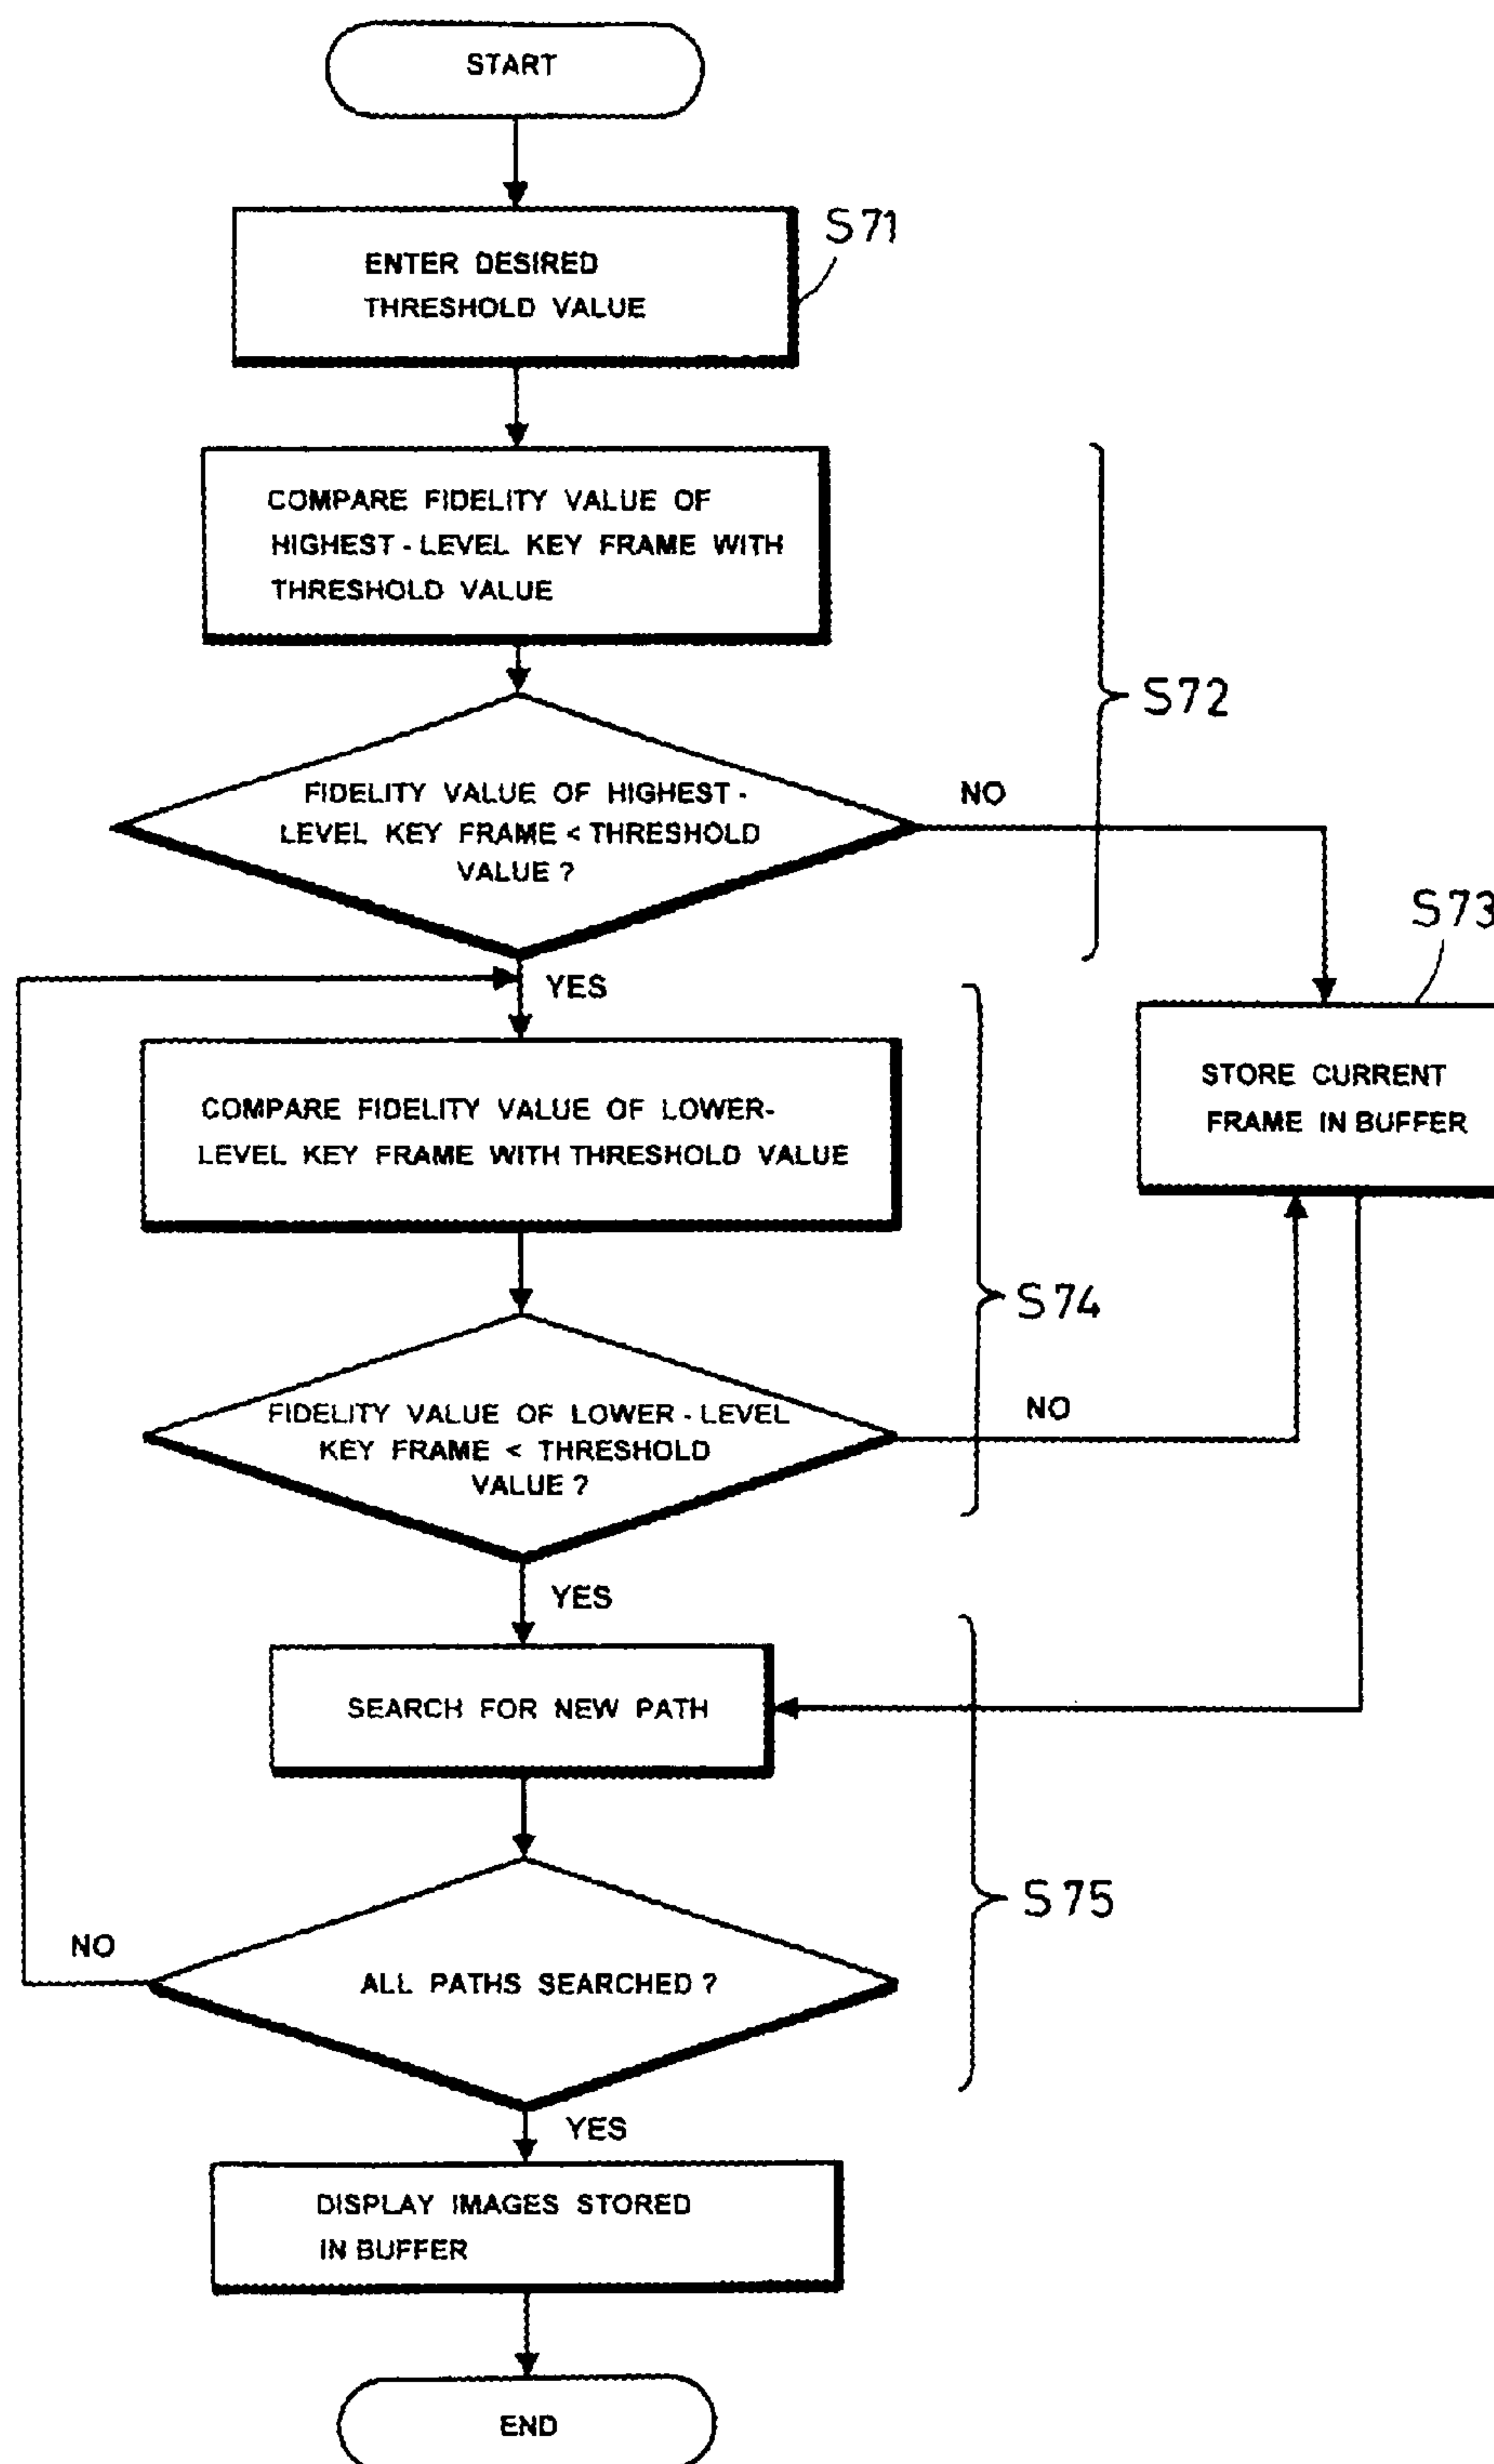 START
ENTER DESIRED
THRESHOLD VALUE
S71
COMPARE FIDELITY VALUE OF
HIGHEST - LEVEL KEY FRAME WITH
THRESHOLD VALUE
S72
FIDELITY VALUE OF HIGHEST -
LEVEL KEY FRAME < THRESHOLD
VALUE ?
NO
YES
S73
STORE CURRENT
FRAME IN BUFFER
COMPARE FIDELITY VALUE OF LOWER-
LEVEL KEY FRAME WITH THRESHOLD VALUE
S74
FIDELITY VALUE OF LOWER - LEVEL
KEY FRAME < THRESHOLD
VALUE ?
NO
YES
SEARCH FOR NEW PATH
S75
NO
ALL PATHS SEARCHED ?
YES
DISPLAY IMAGES STORED
IN BUFFER
END